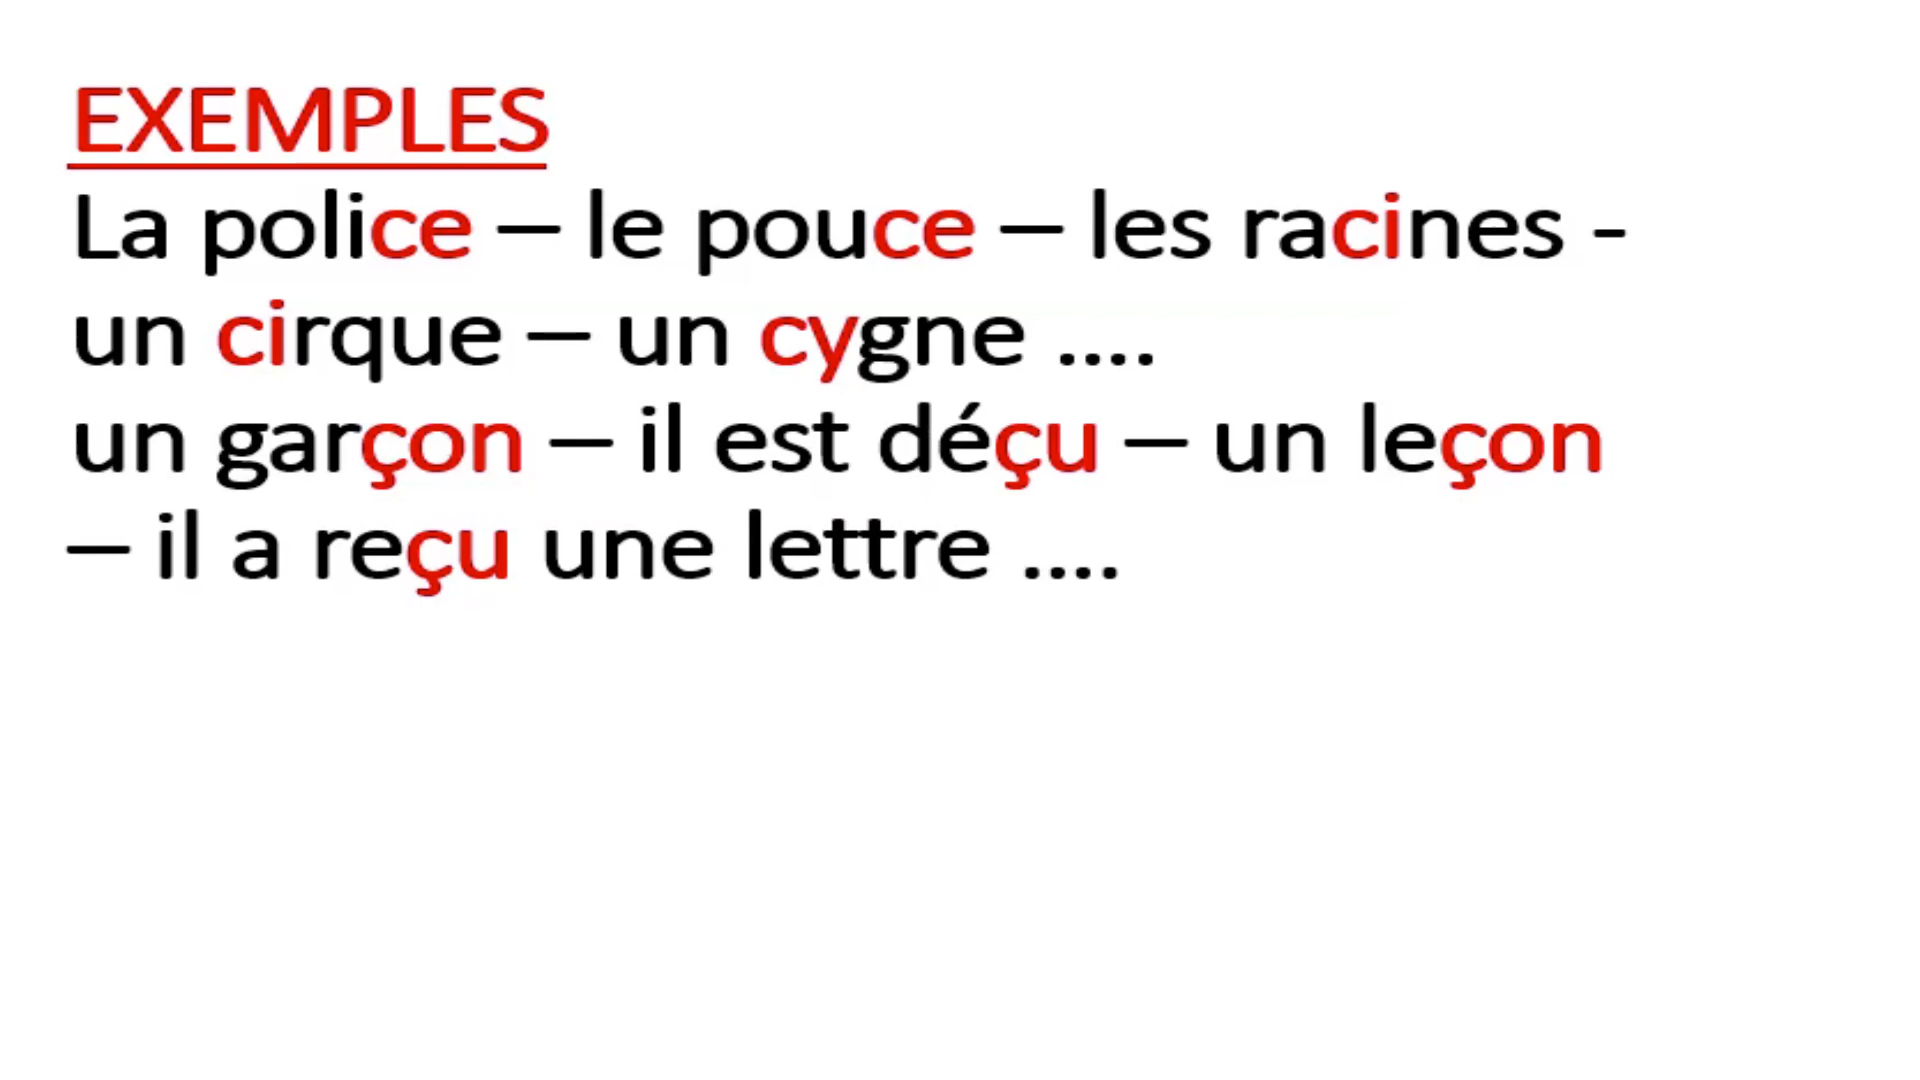 EXEMPLES
La police – le pouce – les racines -
un cirque – un cygne ....
un garçon – il est déçu – un leçon
– il a reçu une lettre ....